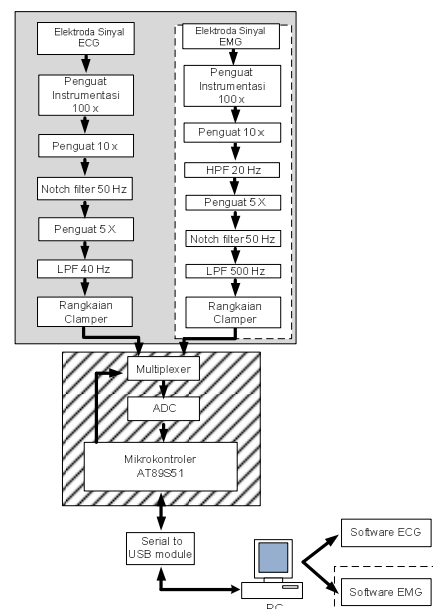 Elektroda Sinyal
ECG
Penguat
Instrumentasi
100 x
Penguat 10 x
Notch filter 50 Hz
Penguat 5 X
LPF 40 Hz
Rangkaian
Clamper
Elektroda Sinyal
EMG
Penguat
Instrumentasi
100 x
Penguat 10 x
HPF 20 Hz
Penguat 5 X
Notch filter 50 Hz
LPF 500 Hz
Rangkaian
Clamper
Multiplexer
ADC
Mikrokontroler
AT89S51
Serial to
USB module
PC
Software ECG
Software EMG